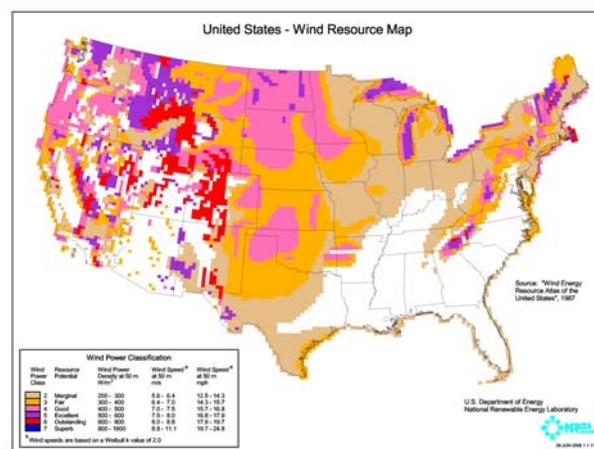 United States - Wind Resource Map
Source: "Wind Energy
Resource Atlas of the
United States", 1987
Wind Power Classification
Wind Power Class Resource Potential Wind Power Density at 50 m W/m² Wind Speed a at 50 m m/s Wind Speed a at 50 m mph
2 Marginal 200 - 300 5.6 - 6.4 12.5 - 14.3
3 Fair 300 - 400 6.4 - 7.0 14.3 - 15.7
4 Good 400 - 500 7.0 - 7.5 15.7 - 16.8
5 Excellent 500 - 600 7.5 - 8.0 16.8 - 17.9
6 Outstanding 600 - 800 8.0 - 8.8 17.9 - 19.7
7 Superb 800 - 1600 8.8 - 11.1 19.7 - 24.8
a Wind speeds are based on a Weibull k value of 2.0
U.S. Department of Energy
National Renewable Energy Laboratory
NREL